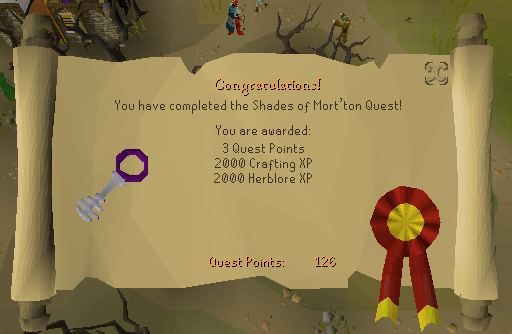 Congratulations!
You have completed the Shades of Mort'ton Quest!
You are awarded:
3 Quest Points
2000 Crafting XP
2000 Herblore XP
Quest Points: 126